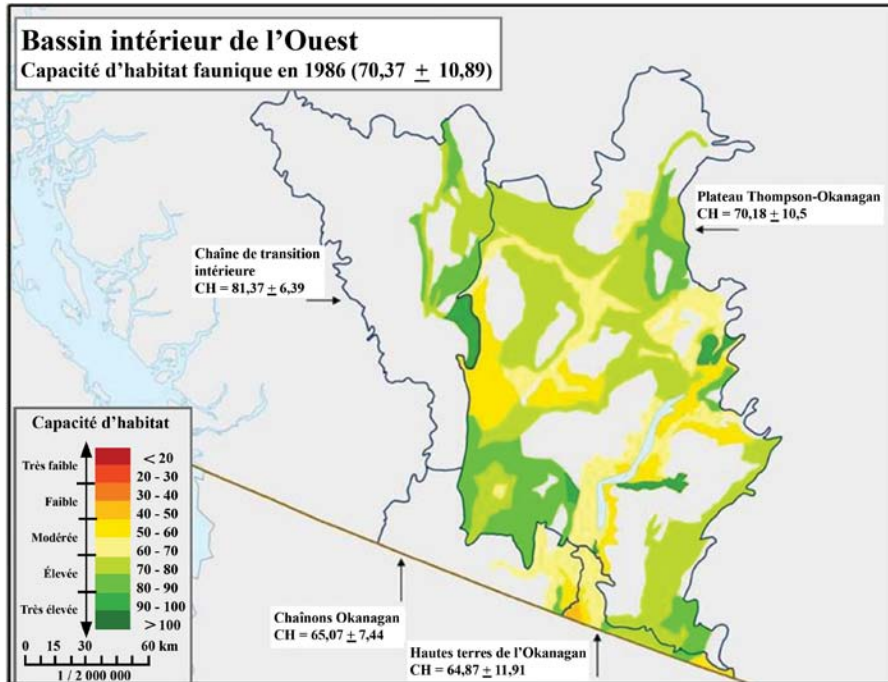 Bassin intérieur de l’Ouest
Capacité d’habitat faunique en 1986 (70,37 ± 10,89)
Plateau Thompson-Okanagan
CH = 70,18 ± 10,5
Chaîne de transition
intérieure
CH = 81,37 ± 6,39
Capacité d’habitat
Très faible
Faible
Modérée
Élevée
Très élevée
< 20
20 - 30
30 - 40
40 - 50
50 - 60
60 - 70
70 - 80
80 - 90
90 - 100
> 100
0 15 30 60 km
1 / 2 000 000
Chaînons Okanagan
CH = 65,07 ± 7,44
Hautes terres de l’Okanagan
CH = 64,87 ± 11,91